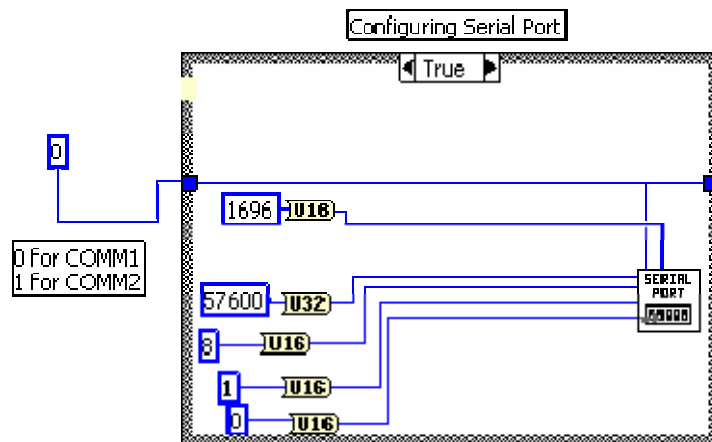 Configuring Serial Port
True
0
1696 U16
0 for COMM1
1 for COMM2
SERIAL
PORT
57600 U32
8 U16
1 U16
0 U16